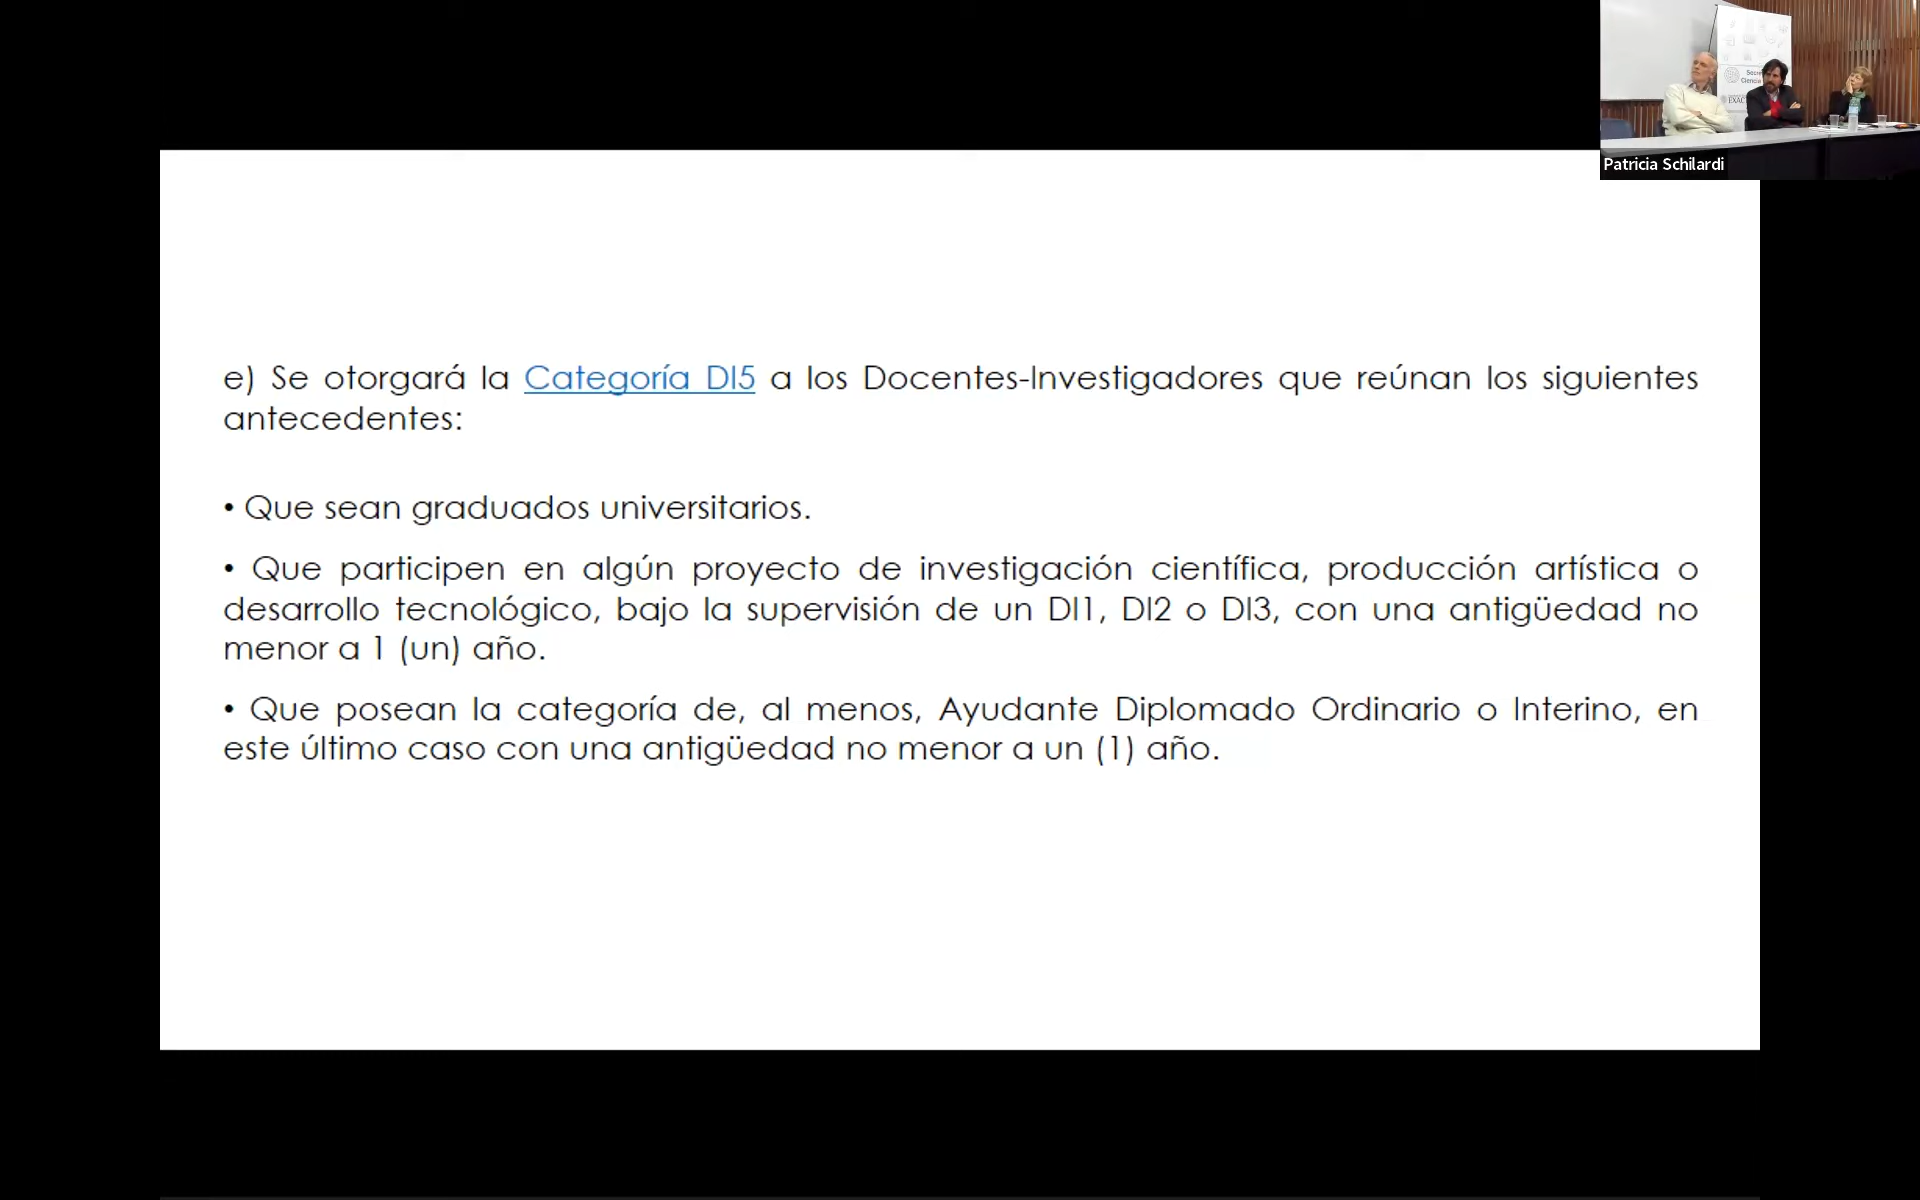 e) Se otorgará la Categoría DI5 a los Docentes-Investigadores que reúnan los siguientes
antecedentes:
• Que sean graduados universitarios.
• Que participen en algún proyecto de investigación científica, producción artística o
desarrollo tecnológico, bajo la supervisión de un DI1, DI2 o DI3, con una antigüedad no
menor a 1 (un) año.
• Que posean la categoría de, al menos, Ayudante Diplomado Ordinario o Interino, en
este último caso con una antigüedad no menor a un (1) año.
Patricia Schilardi